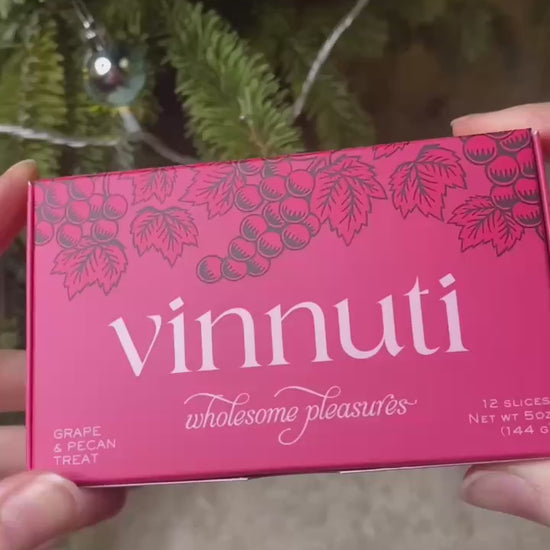 vinnuti
wholesome pleasures
GRAPE
& PECAN
TREAT
12 SLICES
NET WT 5oz
(144 G